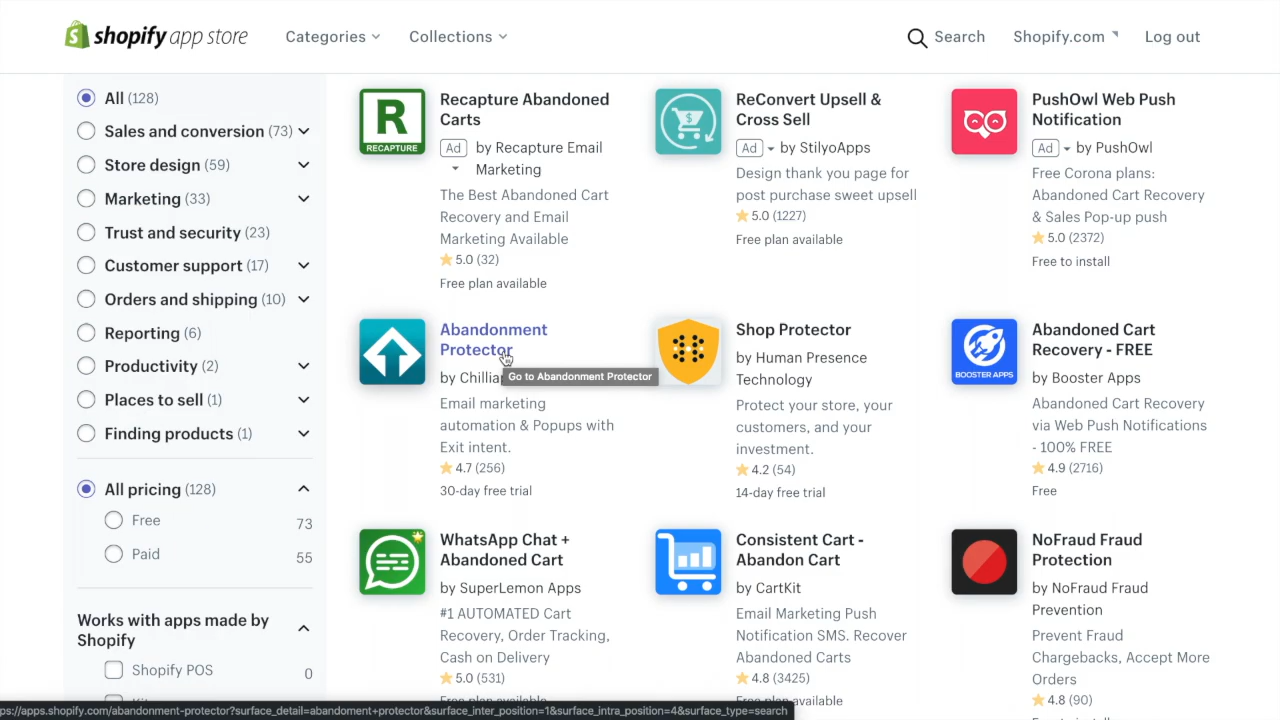 shopify app store
Categories
Collections
Search
Shopify.com
Log out
All (128)
Sales and conversion (73)
Store design (59)
Marketing (33)
Trust and security (23)
Customer support (17)
Orders and shipping (10)
Reporting (6)
Productivity (2)
Places to sell (1)
Finding products (1)
All pricing (128)
Free 73
Paid 55
Works with apps made by
Shopify
Shopify POS 0
R
RECAPTURE
Recapture Abandoned
Carts
Ad by Recapture Email
Marketing
The Best Abandoned Cart
Recovery and Email
Marketing Available
5.0 (32)
Free plan available
$
ReConvert Upsell &
Cross Sell
Ad by StilyoApps
Design thank you page for
post purchase sweet upsell
5.0 (1227)
Free plan available
PushOwl Web Push
Notification
Ad by PushOwl
Free Corona plans:
Abandoned Cart Recovery
& Sales Pop-up push
5.0 (2372)
Free to install
Abandonment
Protector
by Chillia
Go to Abandonment Protector
Email marketing
automation & Popups with
Exit intent.
4.7 (256)
30-day free trial
Shop Protector
by Human Presence
Technology
Protect your store, your
customers, and your
investment.
4.2 (54)
14-day free trial
BOOSTER APPS
Abandoned Cart
Recovery - FREE
by Booster Apps
Abandoned Cart Recovery
via Web Push Notifications
- 100% FREE
4.9 (2716)
Free
WhatsApp Chat +
Abandoned Cart
by SuperLemon Apps
#1 AUTOMATED Cart
Recovery, Order Tracking,
Cash on Delivery
5.0 (531)
Free plan available
Consistent Cart -
Abandon Cart
by CartKit
Email Marketing Push
Notification SMS. Recover
Abandoned Carts
4.8 (3425)
Free plan available
NoFraud Fraud
Protection
by NoFraud Fraud
Prevention
Prevent Fraud
Chargebacks, Accept More
Orders
4.8 (90)
ps://apps.shopify.com/abandonment-protector?surface_detail=abandoment+protector&surface_inter_position=1&surface_intra_position=4&surface_type=search